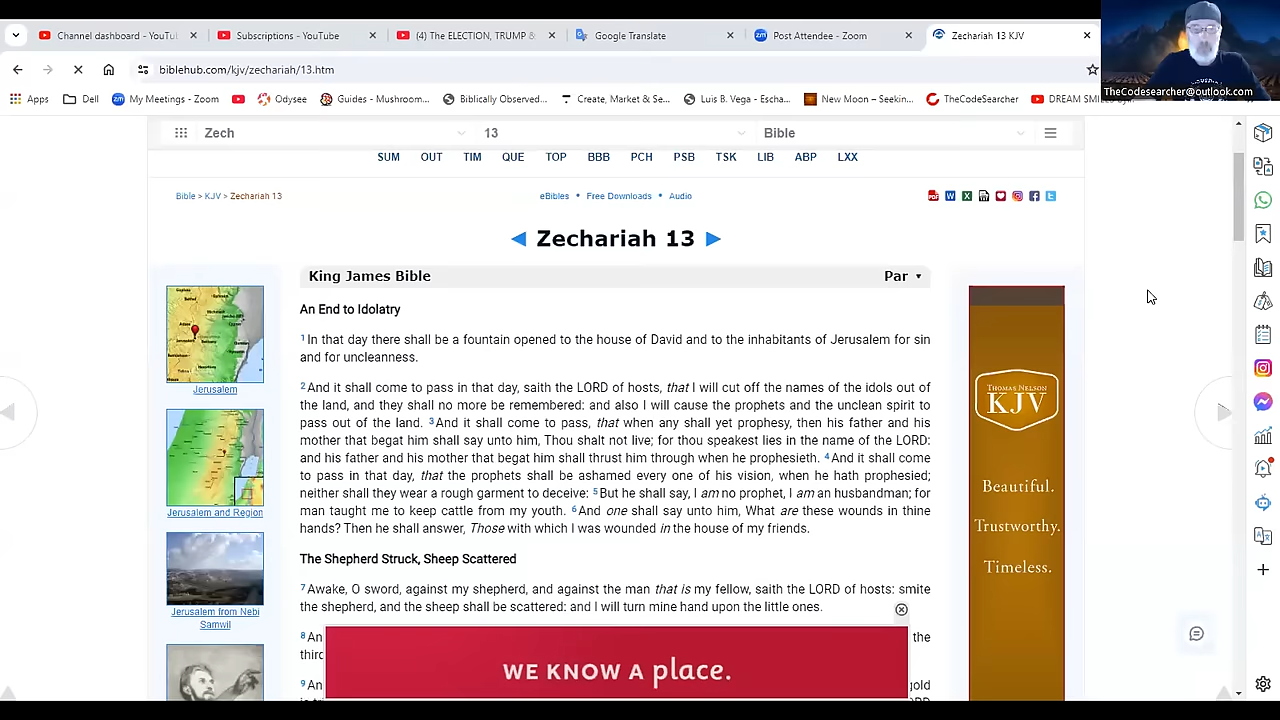 Channel dashboard - YouTu
Subscriptions - YouTube
(4) The ELECTION, TRUMP &
Google Translate
Post Attendee - Zoom
Zechariah 13 KJV
biblehub.com/kjv/zechariah/13.htm
Apps
Dell
My Meetings - Zoom
Odysee
Guides - Mushroom...
Biblically Observed...
Create, Market & Se...
Luis B. Vega - Escha...
New Moon – Seekin...
TheCodeSearcher
DREAM SMILES
TheCodesearcher@outlook.com
Zech
13
Bible
SUM OUT TIM QUE TOP BBB PCH PSB TSK LIB ABP LXX
Bible > KJV > Zechariah 13
eBibles • Free Downloads • Audio
◄ Zechariah 13 ►
King James Bible
Par ▼
An End to Idolatry
1In that day there shall be a fountain opened to the house of David and to the inhabitants of Jerusalem for sin
and for uncleanness.
2And it shall come to pass in that day, saith the LORD of hosts, that I will cut off the names of the idols out of
the land, and they shall no more be remembered: and also I will cause the prophets and the unclean spirit to
pass out of the land. 3And it shall come to pass, that when any shall yet prophesy, then his father and his
mother that begat him shall say unto him, Thou shalt not live; for thou speakest lies in the name of the LORD:
and his father and his mother that begat him shall thrust him through when he prophesieth. 4And it shall come
to pass in that day, that the prophets shall be ashamed every one of his vision, when he hath prophesied;
neither shall they wear a rough garment to deceive: 5But he shall say, I am no prophet, I am an husbandman; for
man taught me to keep cattle from my youth. 6And one shall say unto him, What are these wounds in thine
hands? Then he shall answer, Those with which I was wounded in the house of my friends.
The Shepherd Struck, Sheep Scattered
7Awake, O sword, against my shepherd, and against the man that is my fellow, saith the LORD of hosts: smite
the shepherd, and the sheep shall be scattered: and I will turn mine hand upon the little ones.
8An
the
thirc
9An
gold
Jerusalem
Jerusalem and Region
Jerusalem from Nebi
Samwil
THOMAS NELSON
KJV
Beautiful.
Trustworthy.
Timeless.
WE KNOW A place.